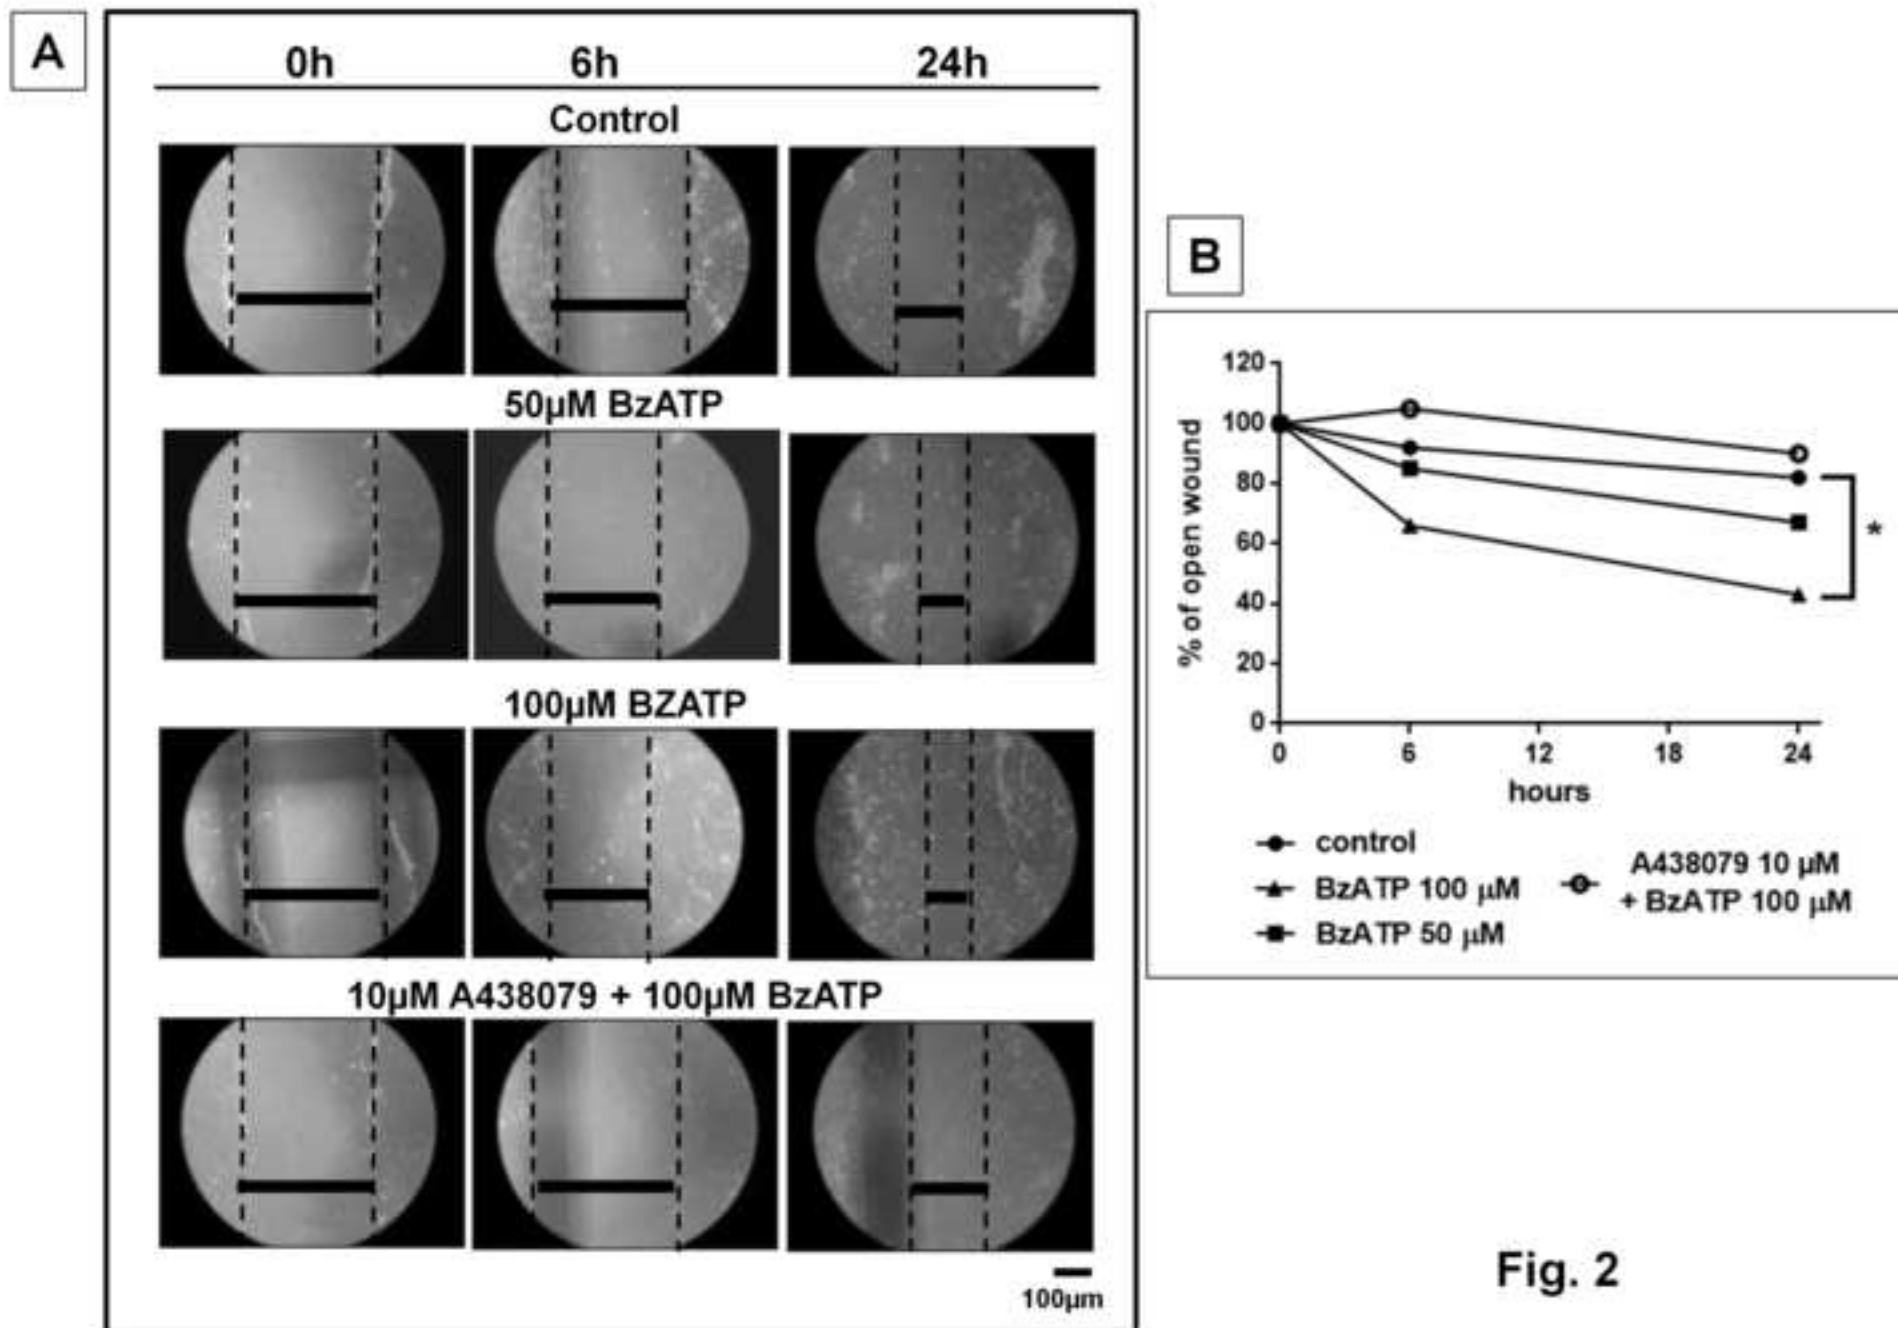 A
0h 6h 24h
Control
50µM BzATP
100µM BZATP
10µM A438079 + 100µM BzATP
100µm
B
% of open wound
120
100
80
60
40
20
0
0 6 12 18 24
hours
*
control
BzATP 100 µM
BzATP 50 µM
A438079 10 µM
+ BzATP 100 µM
Fig. 2